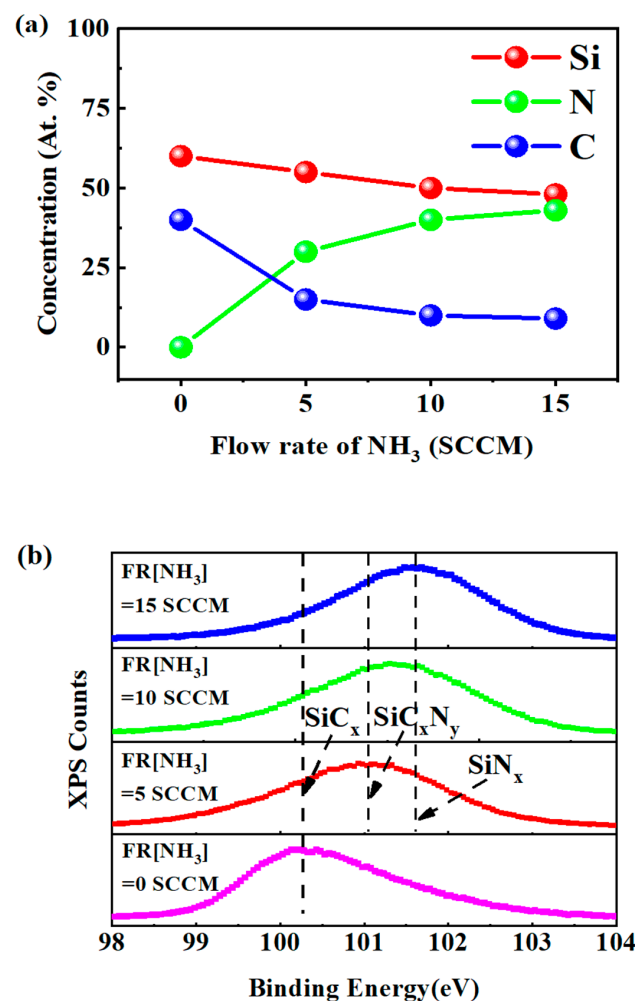 (a)
100
75
50
25
0
Concentration (At. %)
Si
N
C
0 5 10 15
Flow rate of NH₃ (SCCM)
(b)
XPS Counts
FR[NH₃]
=15 SCCM
FR[NH₃]
=10 SCCM
SiCₓ
SiCₓNᵧ
FR[NH₃]
=5 SCCM
SiNₓ
FR[NH₃]
=0 SCCM
98 99 100 101 102 103 104
Binding Energy(eV)